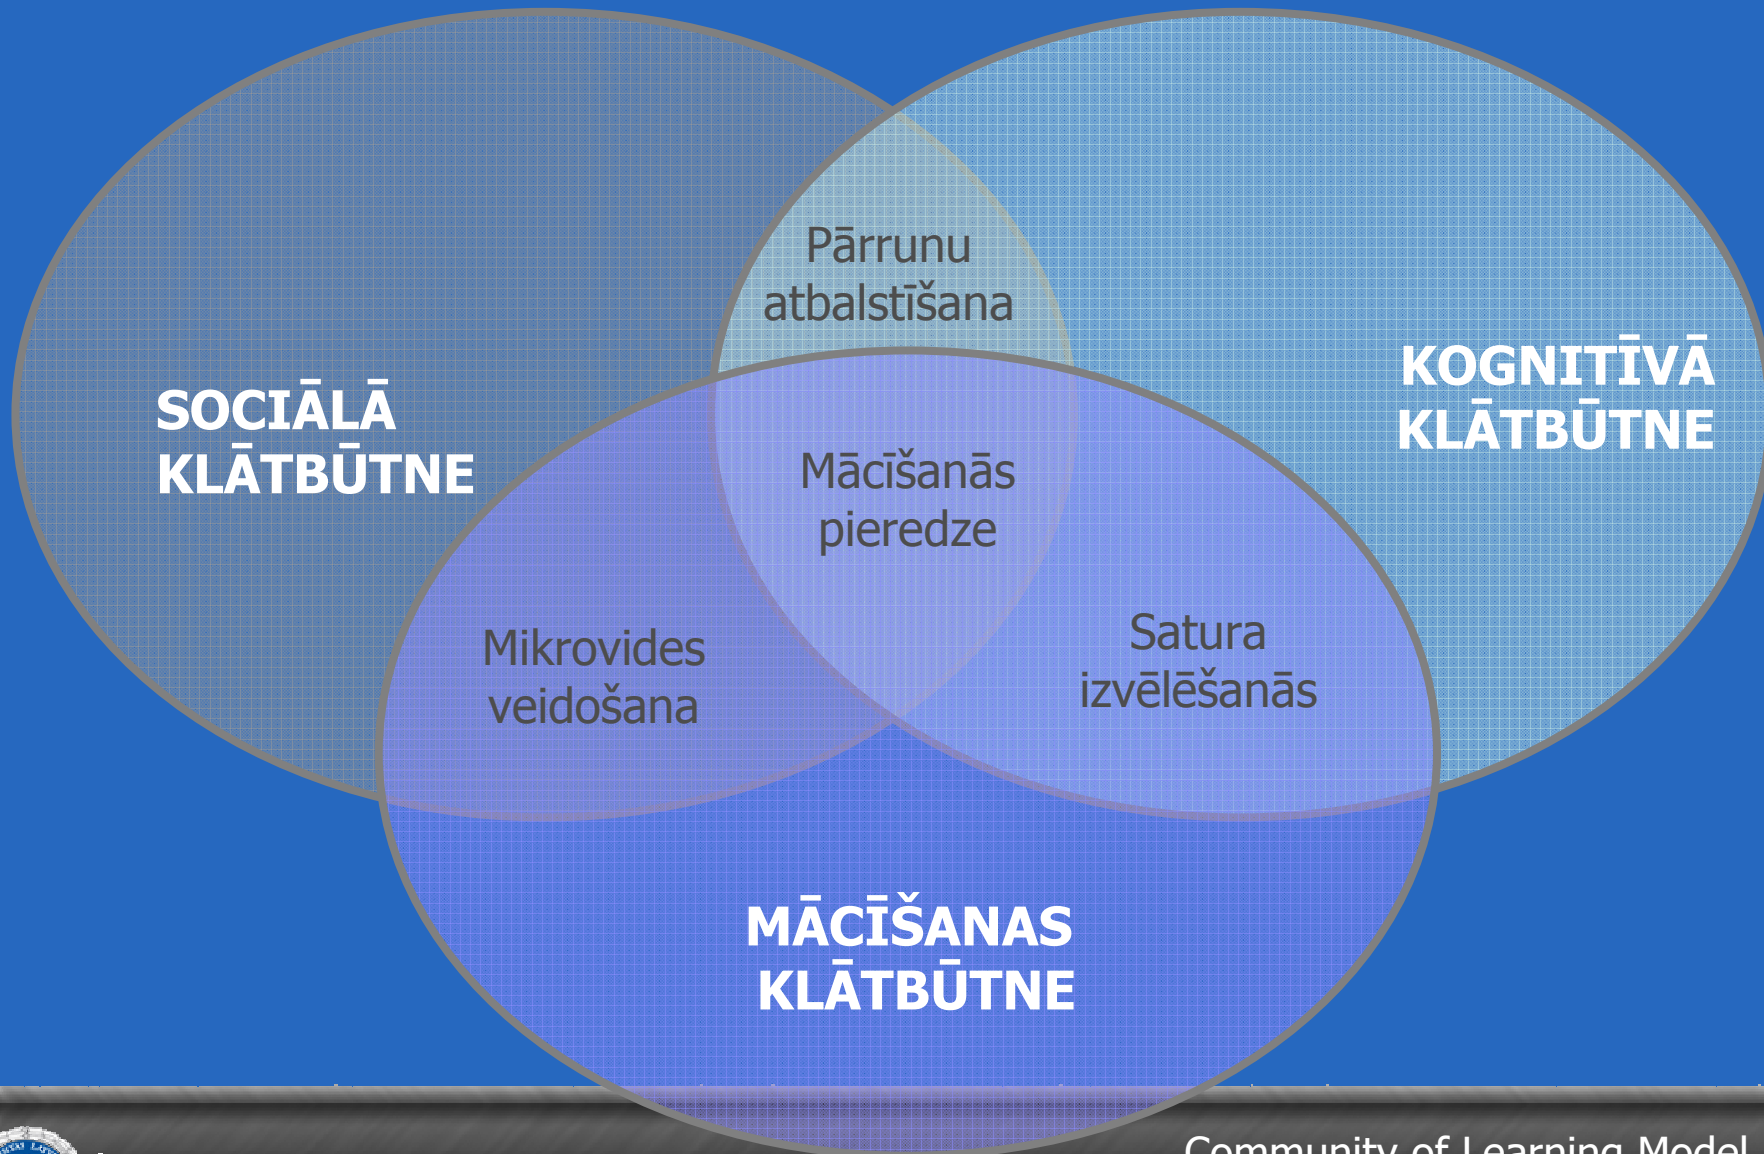 Pārrunu
atbalstīšana
SOCIĀLĀ
KLĀTBŪTNE
KOGNITĪVĀ
KLĀTBŪTNE
Mācīšanās
pieredze
Mikrovides
veidošana
Satura
izvēlēšanās
MĀCĪŠANAS
KLĀTBŪTNE
Community of Learning Model